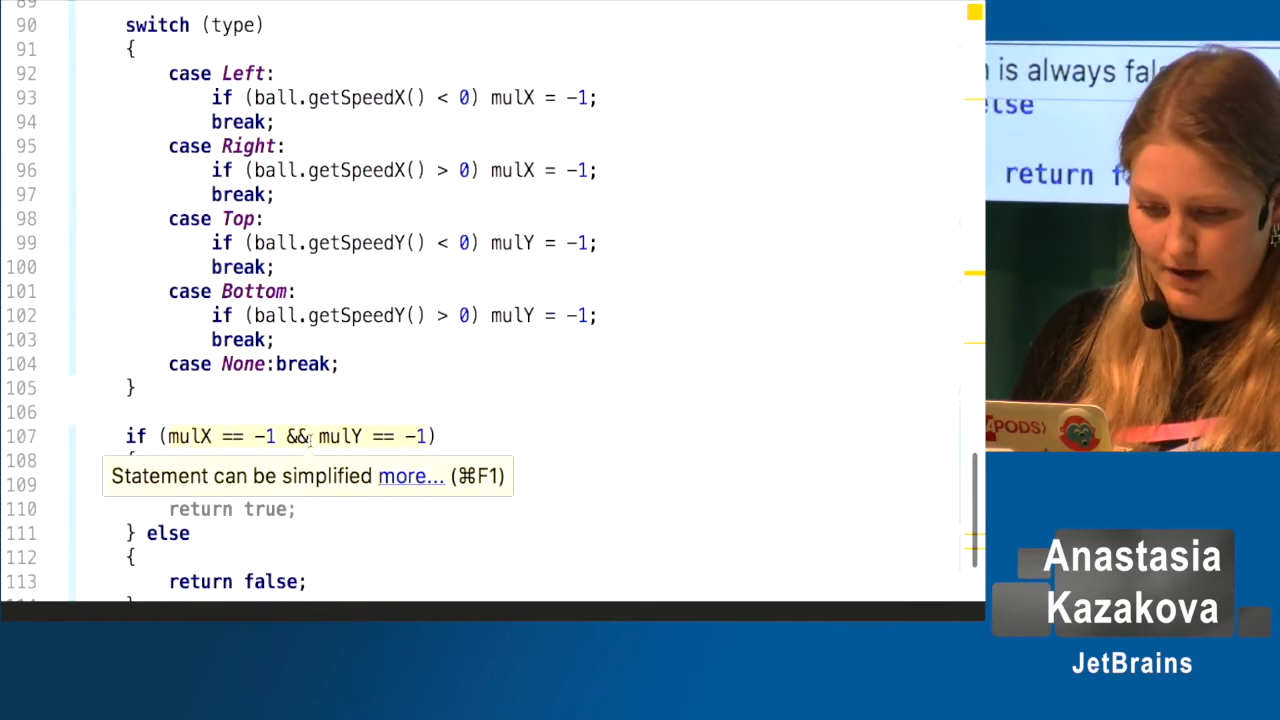 89
90 switch (type)
91 {
92 case Left:
93 if (ball.getSpeedX() < 0) mulX = -1;
94 break;
95 case Right:
96 if (ball.getSpeedX() > 0) mulX = -1;
97 break;
98 case Top:
99 if (ball.getSpeedY() < 0) mulY = -1;
100 break;
101 case Bottom:
102 if (ball.getSpeedY() > 0) mulY = -1;
103 break;
104 case None:break;
105 }
106
107 if (mulX == -1 && mulY == -1)
108 {
Statement can be simplified more... (⌘F1)
109
110 return true;
111 } else
112 {
113 return false;
is always fal
else
return f
PODS)
Anastasia
Kazakova
JetBrains